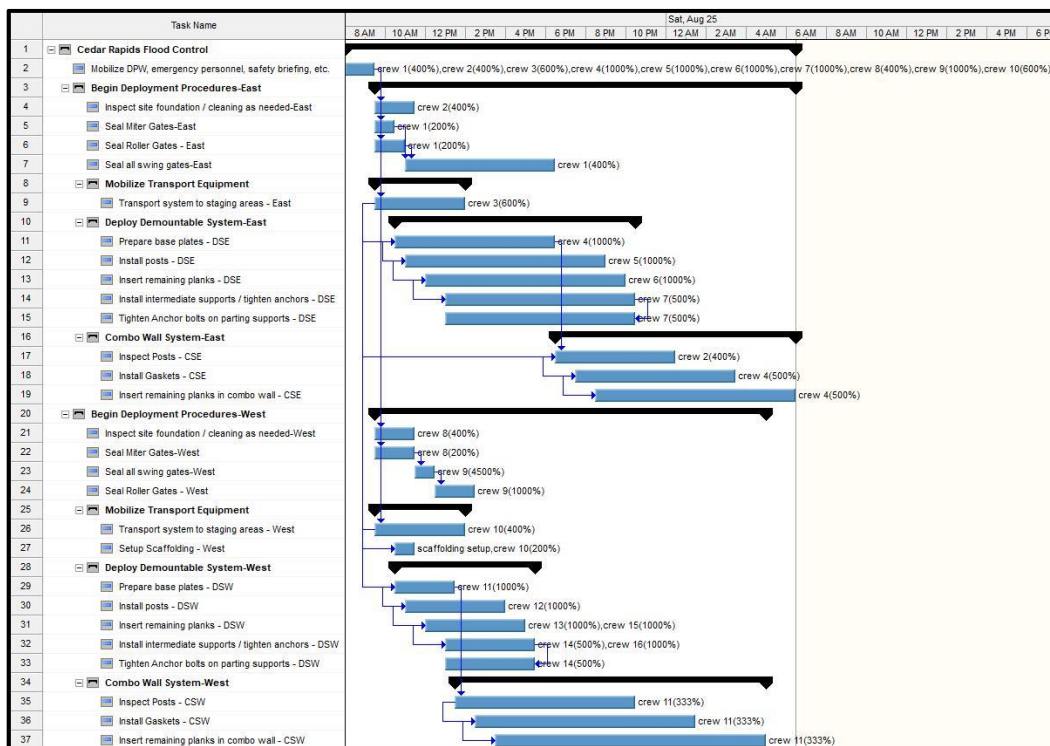 Task Name
Sat, Aug 25
8 AM 10 AM 12 PM 2 PM 4 PM 6 PM 8 PM 10 PM 12 AM 2 AM 4 AM 6 AM 8 AM 10 AM 12 PM 2 PM 4 PM 6 P
1 Cedar Rapids Flood Control
2 Mobilize DPW, emergency personnel, safety briefing, etc. crew 1(400%),crew 2(400%),crew 3(600%),crew 4(1000%),crew 5(1000%),crew 6(1000%),crew 7(1000%),crew 8(400%),crew 9(1000%),crew 10(600%)
3 Begin Deployment Procedures-East
4 Inspect site foundation / cleaning as needed-East crew 2(400%)
5 Seal Miter Gates-East crew 1(200%)
6 Seal Roller Gates - East crew 1(200%)
7 Seal all swing gates-East crew 1(400%)
8 Mobilize Transport Equipment
9 Transport system to staging areas - East crew 3(600%)
10 Deploy Demountable System-East
11 Prepare base plates - DSE crew 4(1000%)
12 Install posts - DSE crew 5(1000%)
13 Insert remaining planks - DSE crew 6(1000%)
14 Install intermediate supports / tighten anchors - DSE crew 7(500%)
15 Tighten Anchor bolts on parting supports - DSE crew 7(500%)
16 Combo Wall System-East
17 Inspect Posts - CSE crew 2(400%)
18 Install Gaskets - CSE crew 4(500%)
19 Insert remaining planks in combo wall - CSE crew 4(500%)
20 Begin Deployment Procedures-West
21 Inspect site foundation / cleaning as needed-West crew 8(400%)
22 Seal Miter Gates-West crew 8(200%)
23 Seal all swing gates-West crew 9(4500%)
24 Seal Roller Gates - West crew 9(1000%)
25 Mobilize Transport Equipment
26 Transport system to staging areas - West crew 10(400%)
27 Setup Scaffolding - West scaffolding setup,crew 10(200%)
28 Deploy Demountable System-West
29 Prepare base plates - DSW crew 11(1000%)
30 Install posts - DSW crew 12(1000%)
31 Insert remaining planks - DSW crew 13(1000%),crew 15(1000%)
32 Install intermediate supports / tighten anchors - DSW crew 14(500%),crew 16(1000%)
33 Tighten Anchor bolts on parting supports - DSW crew 14(500%)
34 Combo Wall System-West
35 Inspect Posts - CSW crew 11(333%)
36 Install Gaskets - CSW crew 11(333%)
37 Insert remaining planks in combo wall - CSW crew 11(333%)